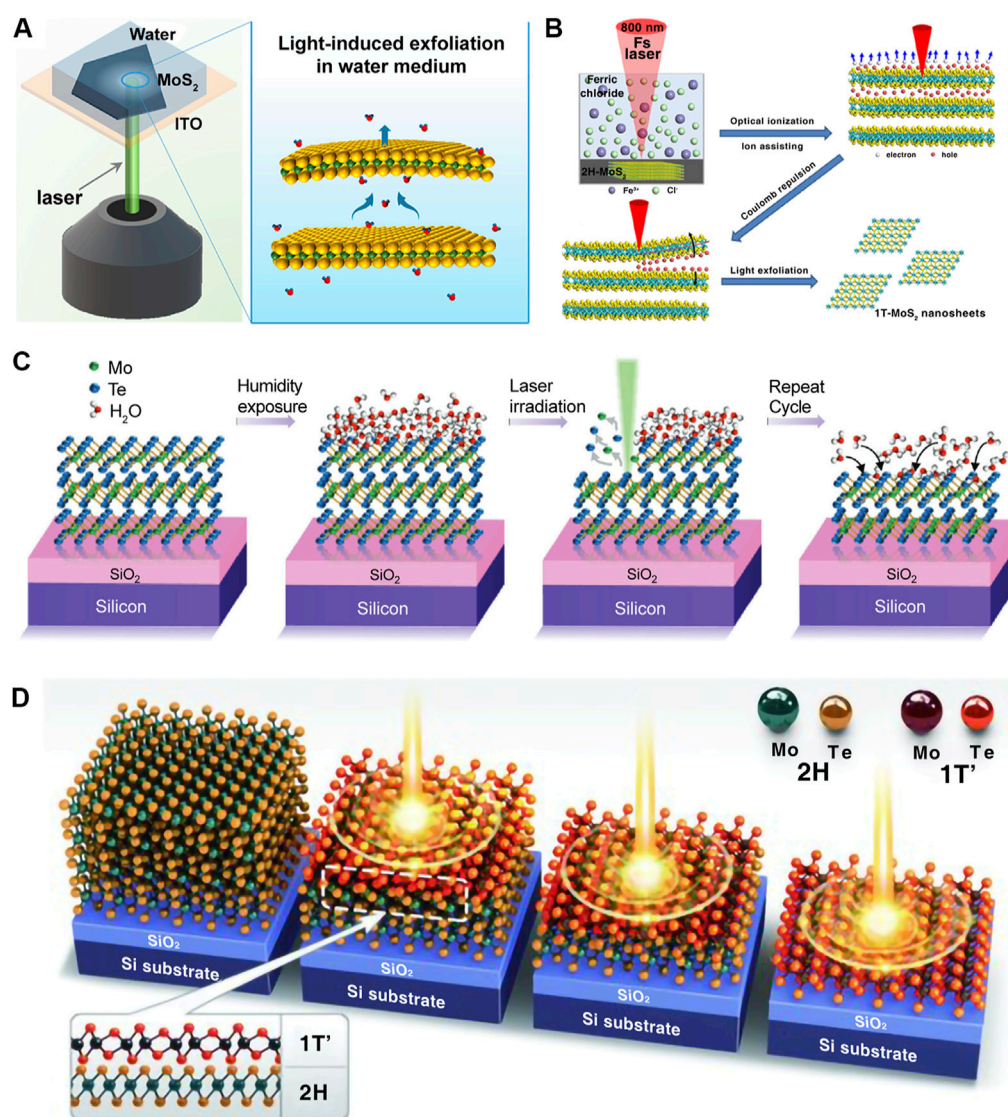 A
Water
MoS₂
ITO
laser
Light-induced exfoliation
in water medium
B
800 nm
Fs
laser
Ferric
chloride
2H-MoS₂
Fe³⁺
Cl⁻
Optical ionization
Ion assisting
electron
hole
Coulomb repulsion
Light exfoliation
1T-MoS₂ nanosheets
C
Mo
Te
H₂O
Humidity
exposure
Laser
irradiation
Repeat
Cycle
SiO₂
Silicon
SiO₂
Silicon
SiO₂
Silicon
SiO₂
Silicon
D
Mo
Te
2H
Mo
Te
1T'
SiO₂
Si substrate
SiO₂
Si substrate
SiO₂
Si substrate
SiO₂
Si substrate
1T'
2H